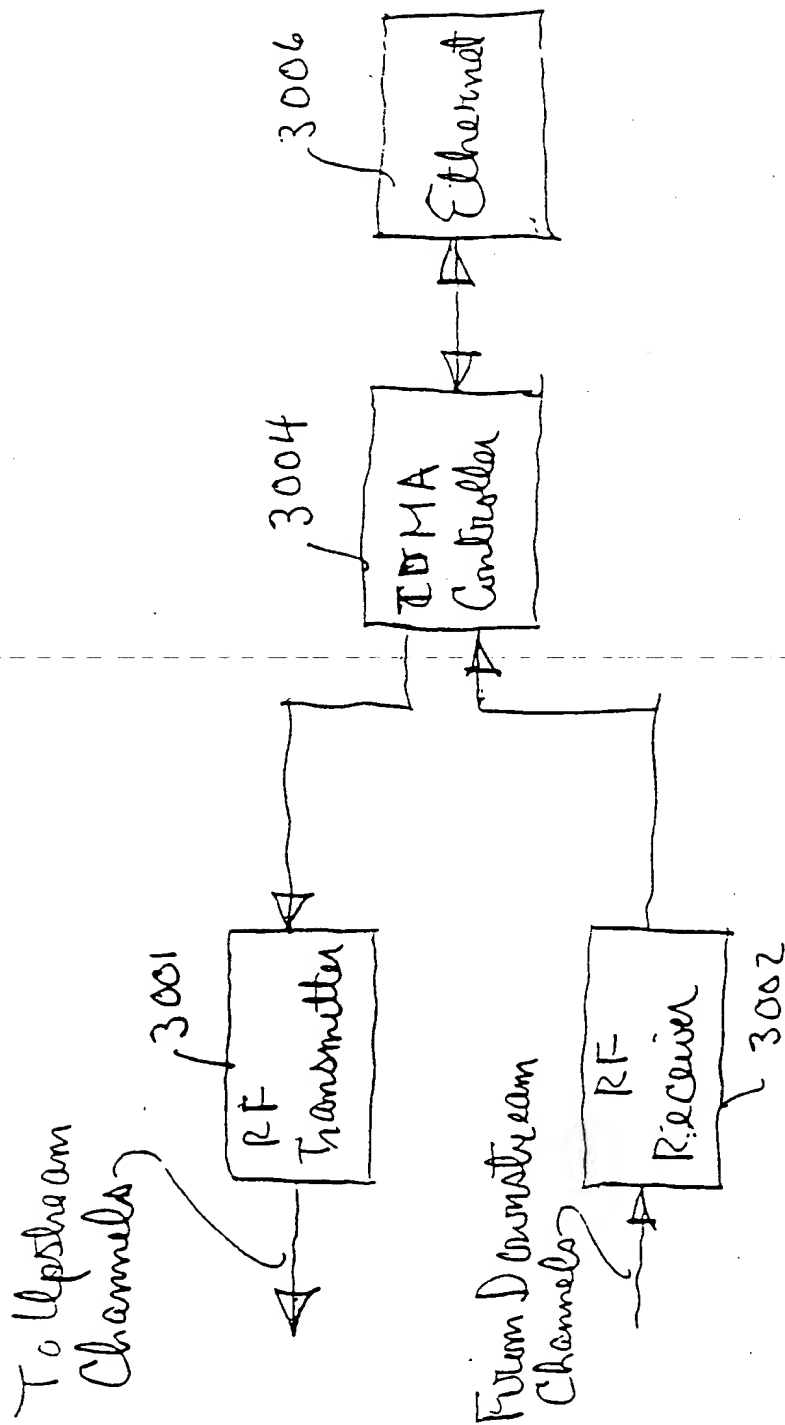 To Upstream
Channels
3001
RF
Transmitter
From Downstream
Channels
RF
Receiver
3002
3004
TDMA
Controller
3006
Ethernet